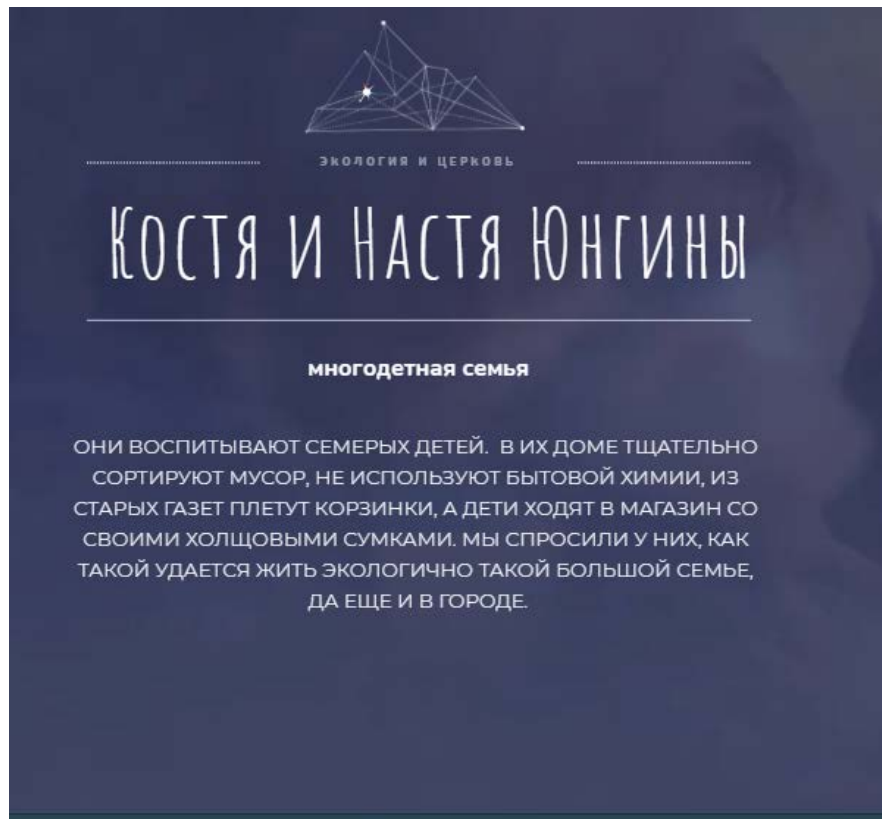 ЭКОЛОГИЯ И ЦЕРКОВЬ
Костя и Настя Юнгины
многодетная семья
ОНИ ВОСПИТЫВАЮТ СЕМЕРЫХ ДЕТЕЙ. В ИХ ДОМЕ ТЩАТЕЛЬНО
СОРТИРУЮТ МУСОР, НЕ ИСПОЛЬЗУЮТ БЫТОВОЙ ХИМИИ, ИЗ
СТАРЫХ ГАЗЕТ ПЛЕТУТ КОРЗИНКИ, А ДЕТИ ХОДЯТ В МАГАЗИН СО
СВОИМИ ХОЛЩОВЫМИ СУМКАМИ. МЫ СПРОСИЛИ У НИХ, КАК
ТАКОЙ УДАЕТСЯ ЖИТЬ ЭКОЛОГИЧНО ТАКОЙ БОЛЬШОЙ СЕМЬЕ,
ДА ЕЩЕ И В ГОРОДЕ.